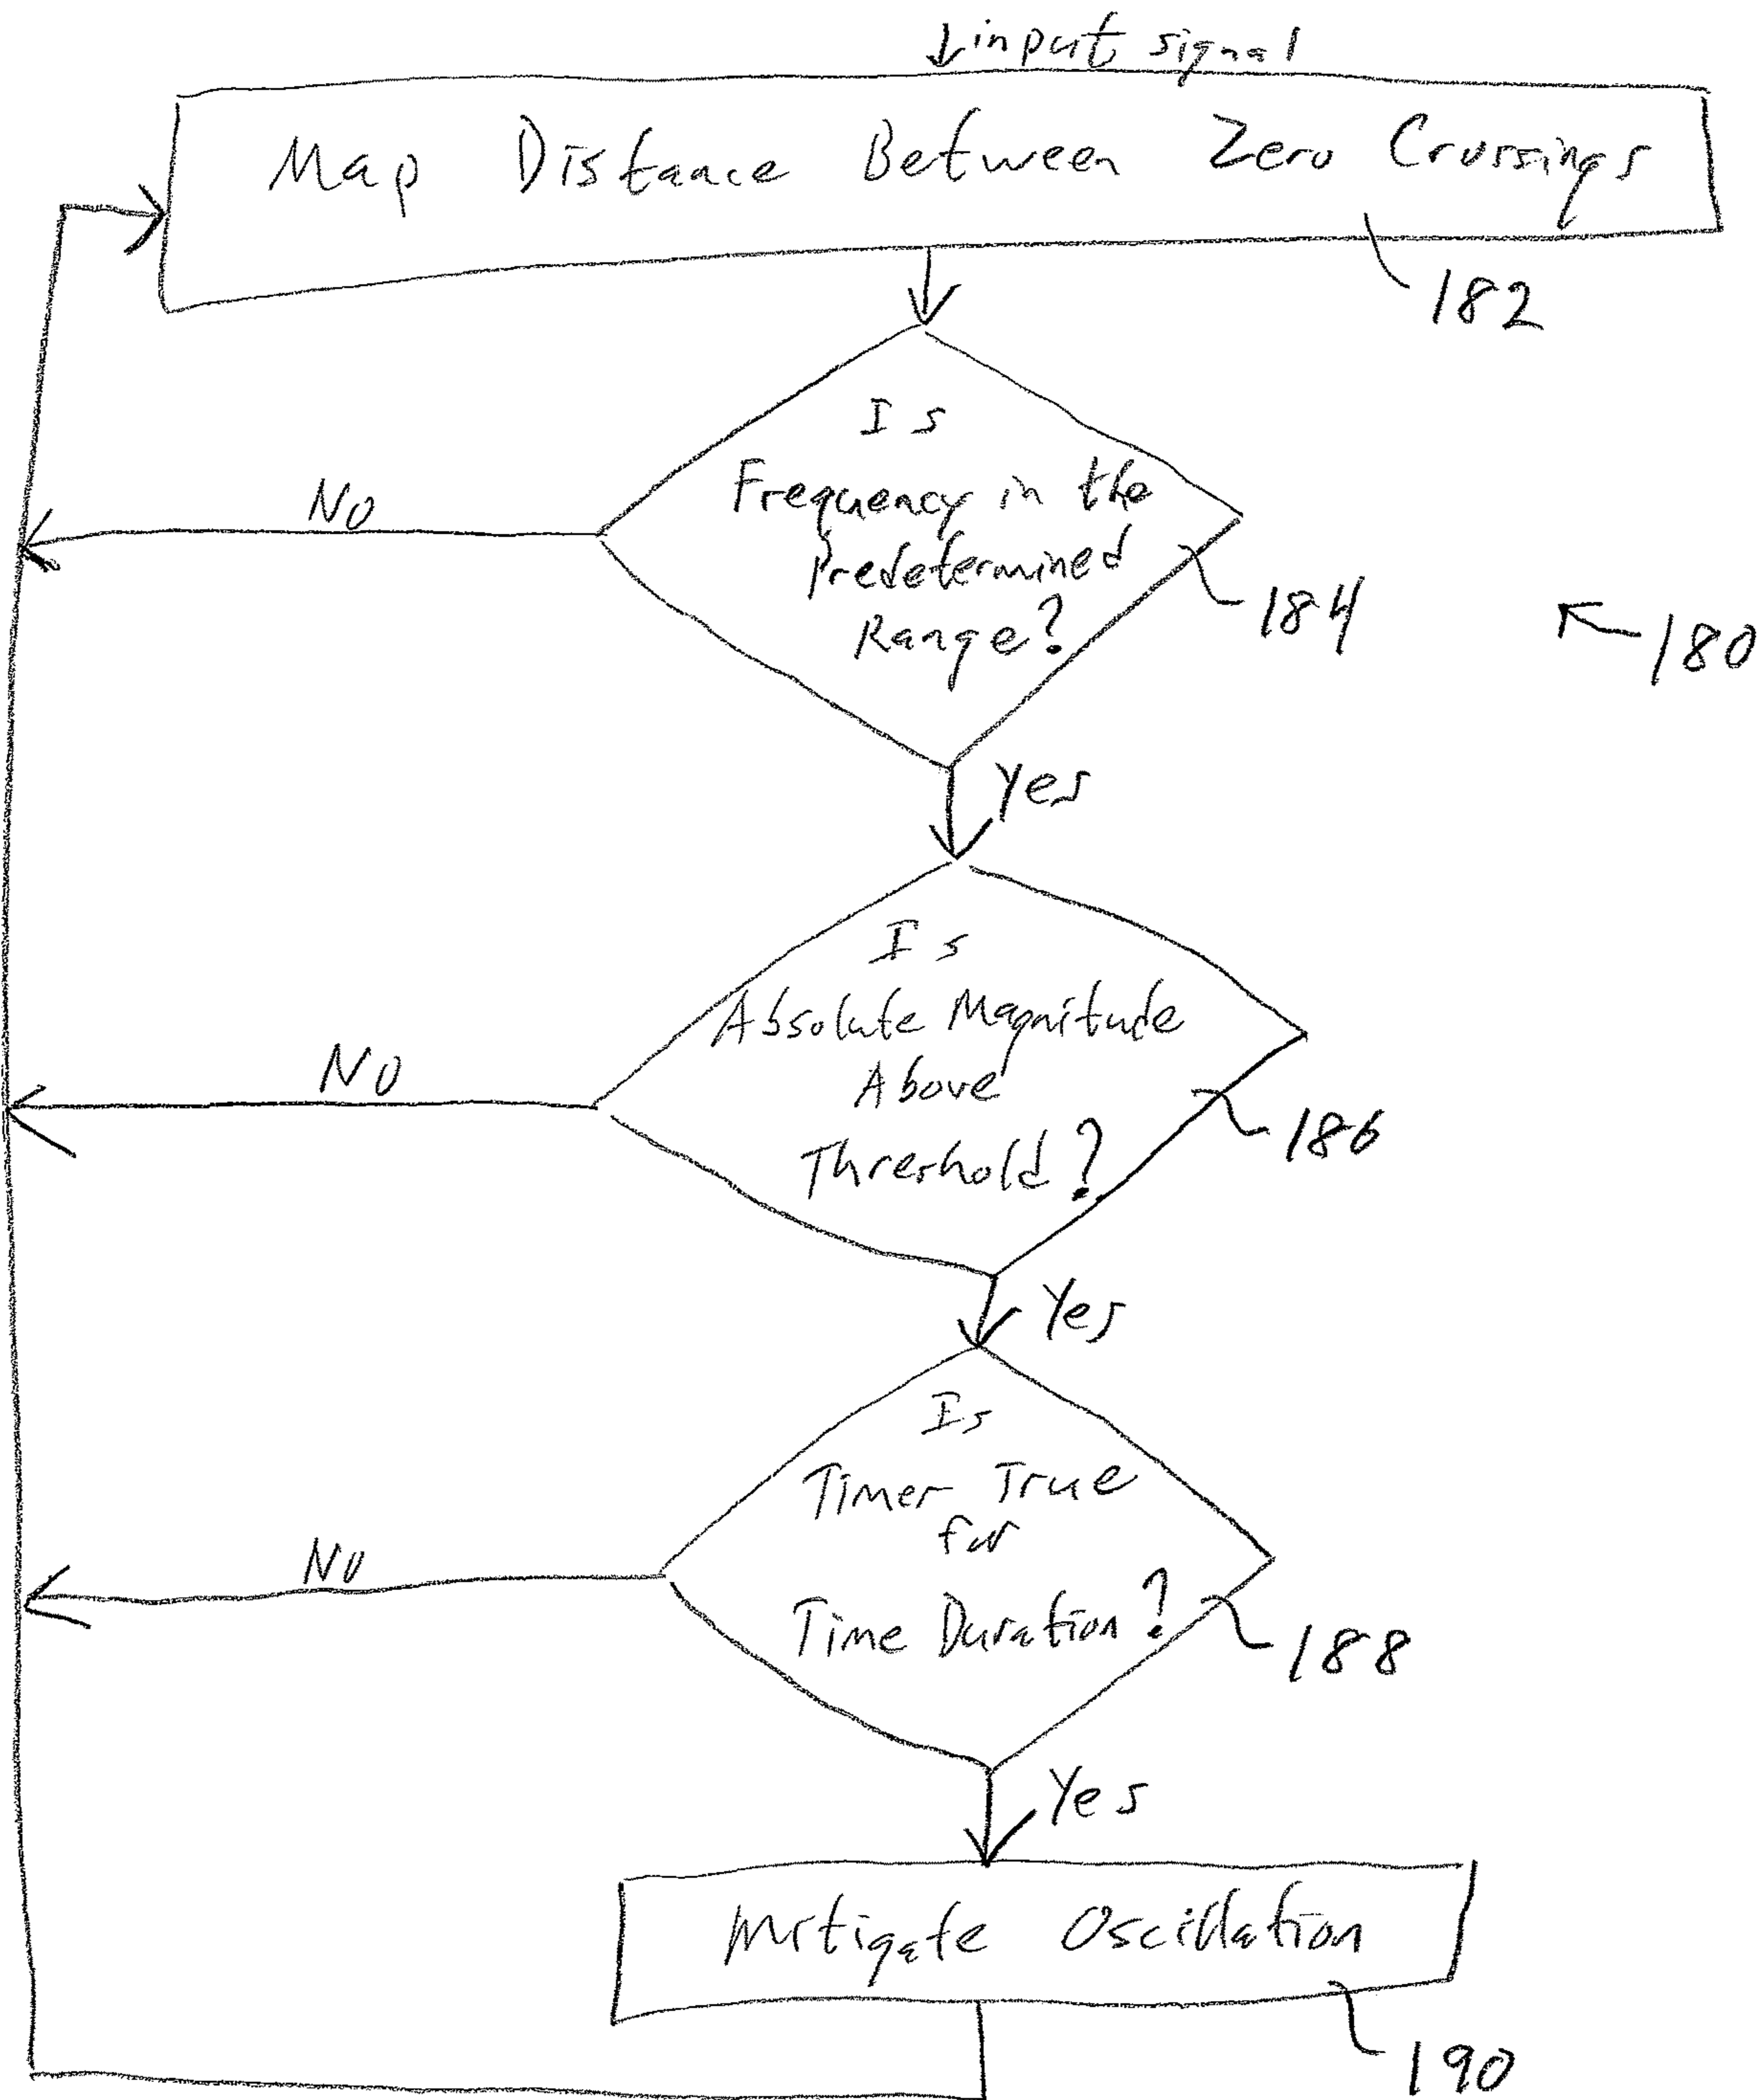 input signal
Map Distance Between Zero Crossings
182
Is
Frequency in the
Predetermined
Range?
No
184
180
Yes
Is
Absolute Magnitude
Above
Threshold?
No
186
Yes
Is
Timer True
for
Time Duration?
No
188
Yes
Mitigate Oscillation
190